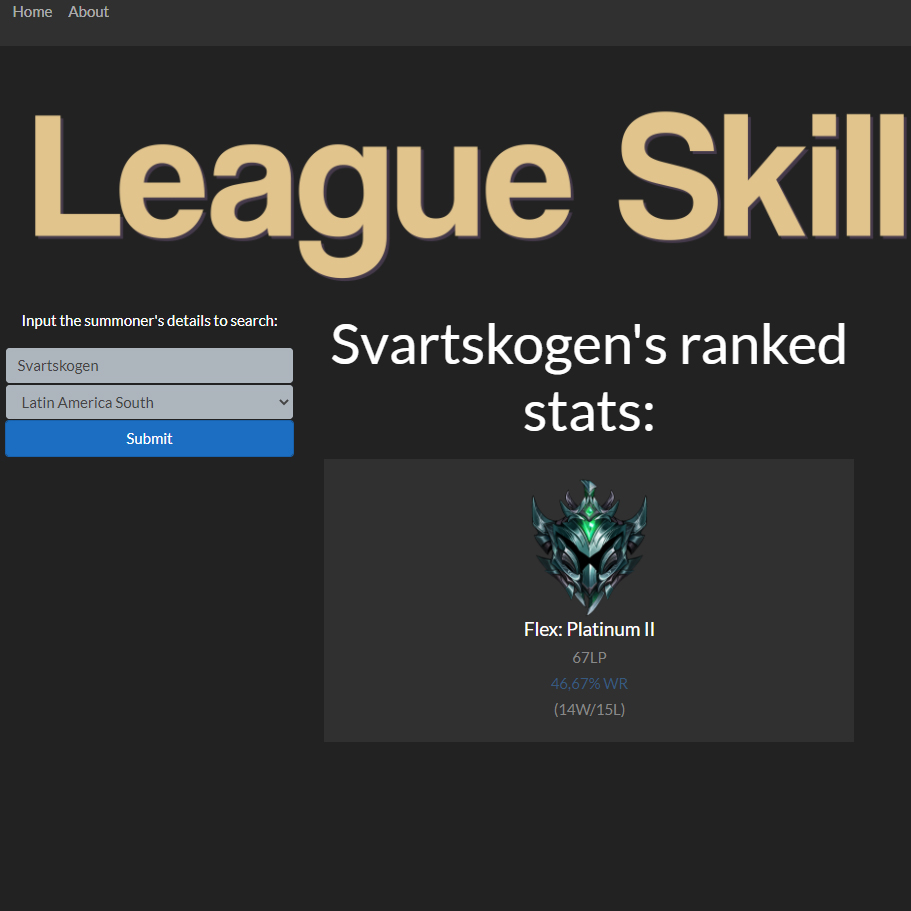 Home About
League Skill
Input the summoner's details to search:
Svartskogen
Latin America South
Submit
Svartskogen's ranked
stats:
Flex: Platinum II
67LP
46,67% WR
(14W/15L)